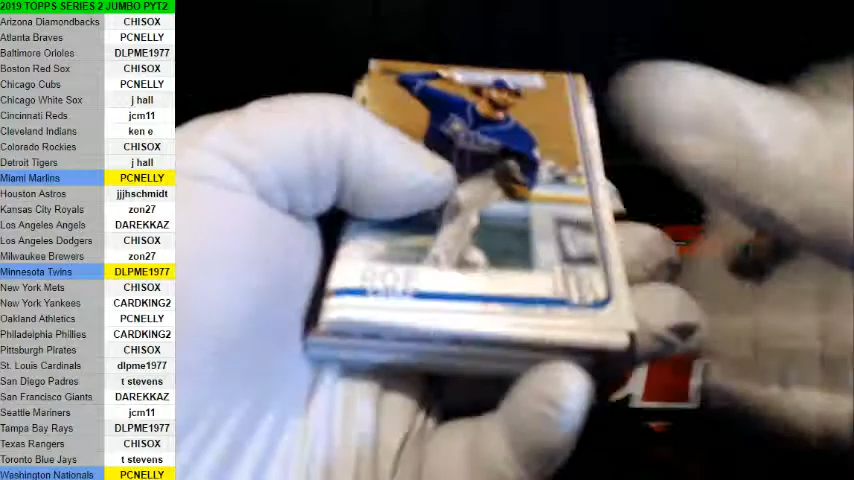 2019 TOPPS SERIES 2 JUMBO PYT2
Arizona Diamondbacks CHISOX
Atlanta Braves PCNELLY
Baltimore Orioles DLPME1977
Boston Red Sox CHISOX
Chicago Cubs PCNELLY
Chicago White Sox j hall
Cincinnati Reds jcm11
Cleveland Indians ken e
Colorado Rockies CHISOX
Detroit Tigers j hall
Miami Marlins PCNELLY
Houston Astros jjjhschmidt
Kansas City Royals zon27
Los Angeles Angels DAREKKAZ
Los Angeles Dodgers CHISOX
Milwaukee Brewers zon27
Minnesota Twins DLPME1977
New York Mets CHISOX
New York Yankees CARDKING2
Oakland Athletics PCNELLY
Philadelphia Phillies CARDKING2
Pittsburgh Pirates CHISOX
St. Louis Cardinals dlpme1977
San Diego Padres t stevens
San Francisco Giants DAREKKAZ
Seattle Mariners jcm11
Tampa Bay Rays DLPME1977
Texas Rangers CHISOX
Toronto Blue Jays t stevens
Washington Nationals PCNELLY